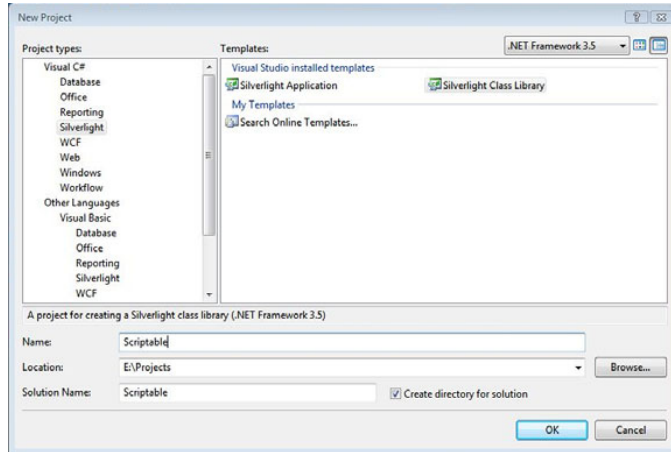 New Project
Project types:
Templates:
.NET Framework 3.5
Visual C#
Database
Office
Reporting
Silverlight
WCF
Web
Windows
Workflow
Other Languages
Visual Basic
Database
Office
Reporting
Silverlight
WCF
Visual Studio installed templates
Silverlight Application
Silverlight Class Library
My Templates
Search Online Templates...
A project for creating a Silverlight class library (.NET Framework 3.5)
Name:
Scriptable
Location:
E:\Projects
Browse...
Solution Name:
Scriptable
Create directory for solution
OK
Cancel